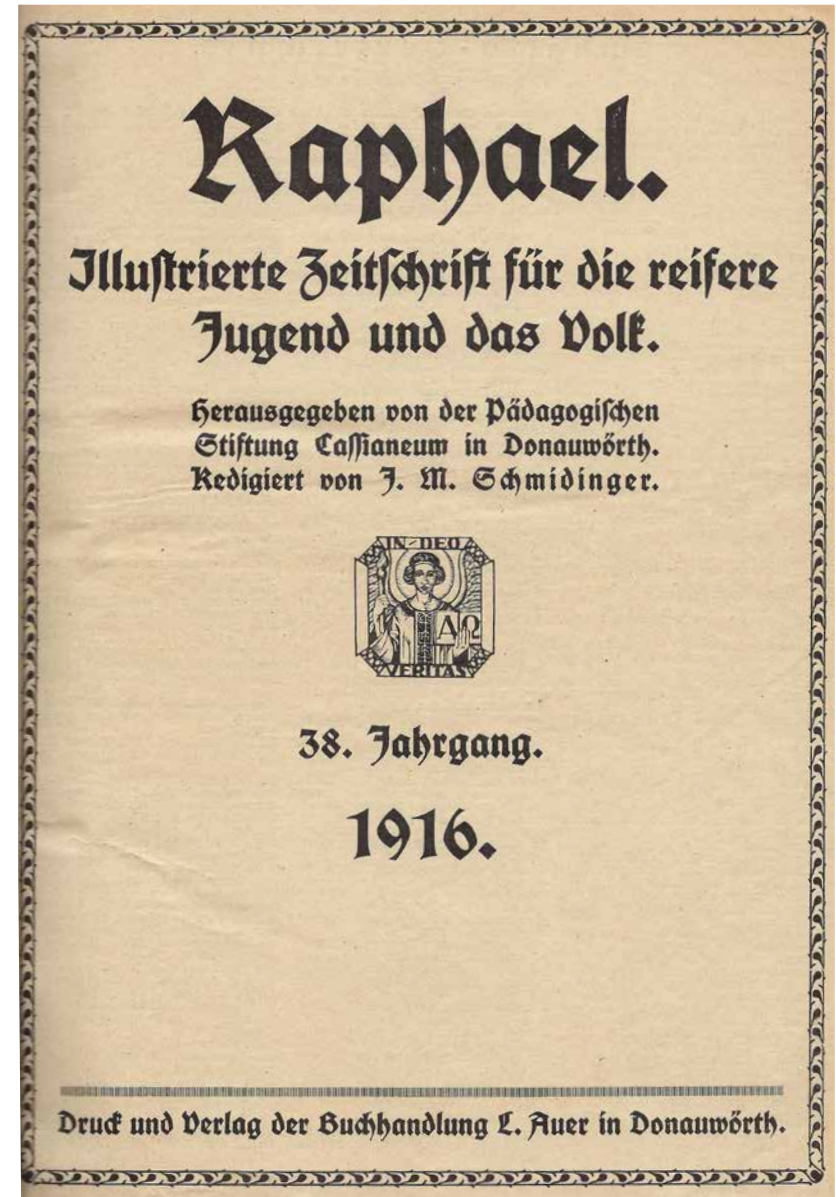 Raphael.
Illustrierte Zeitschrift für die reifere
Jugend und das Volk.
Herausgegeben von der Pädagogischen
Stiftung Cassianeum in Donauwörth.
Redigiert von J. M. Schmidinger.
IN DEO
A Ω
VERITAS
38. Jahrgang.
1916.
Druck und Verlag der Buchhandlung L. Auer in Donauwörth.